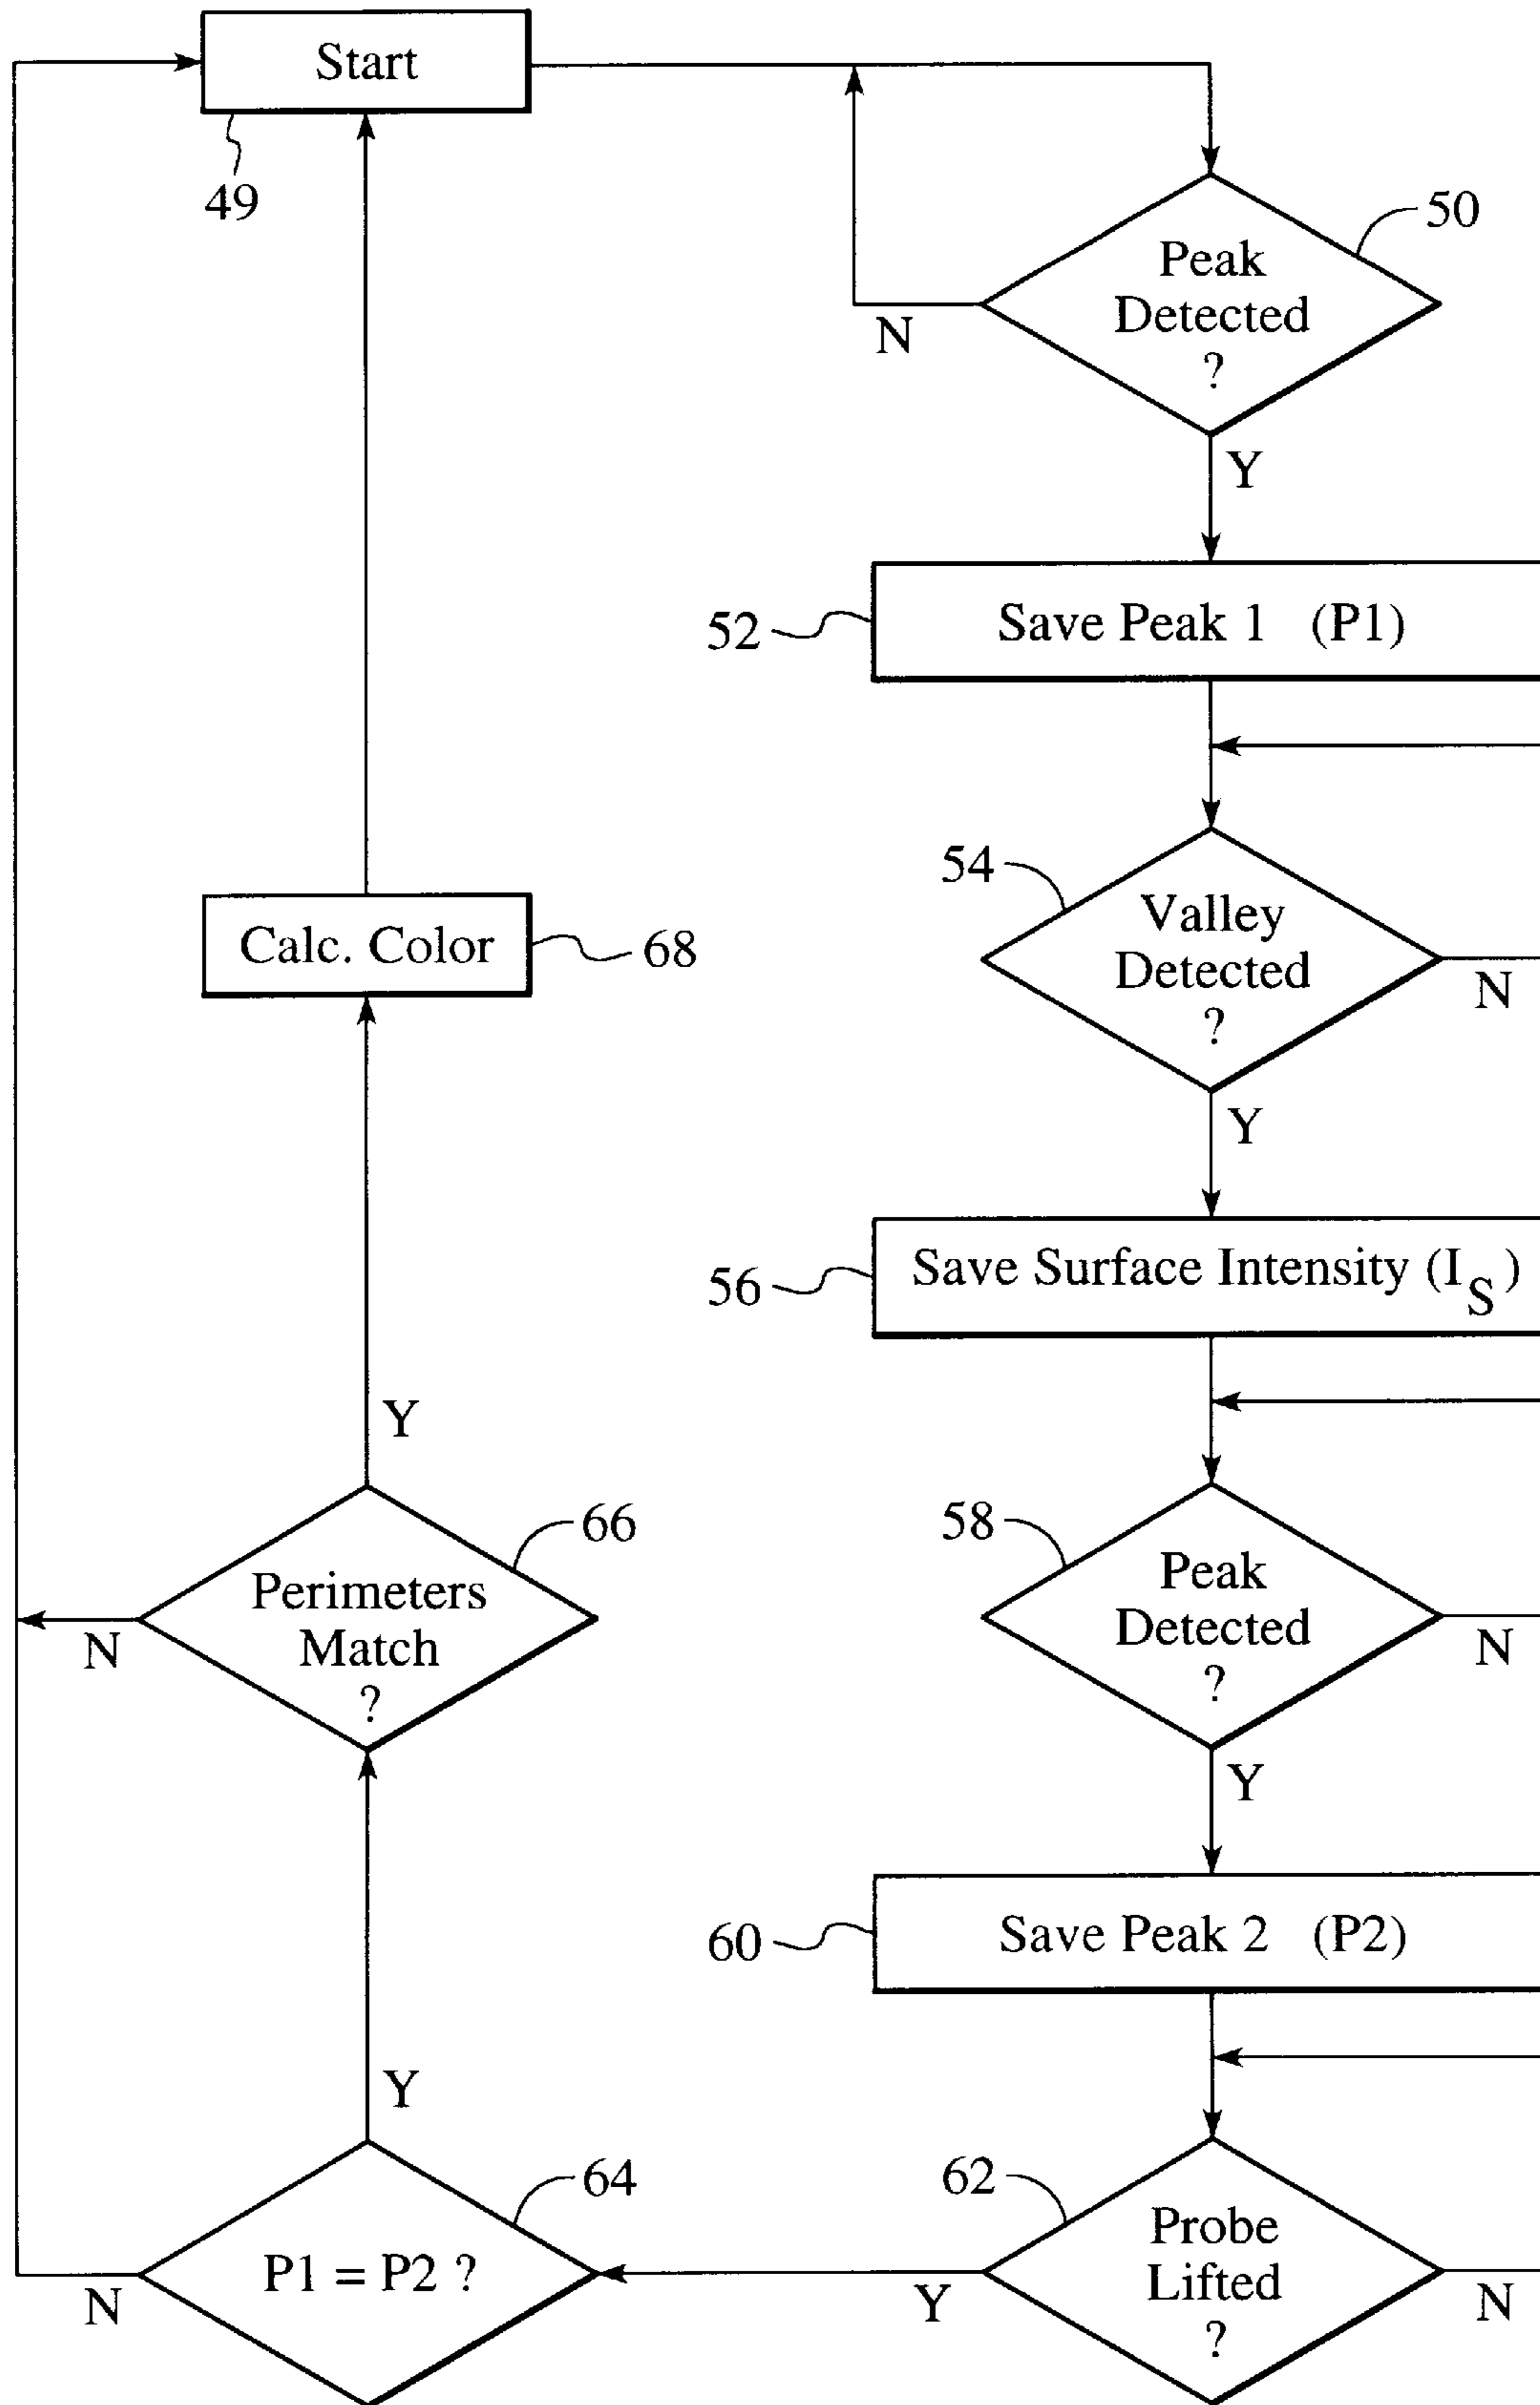 Start
49
50
Peak
Detected
?
N
Y
52
Save Peak 1 (P1)
54
Valley
Detected
?
N
Y
Calc. Color
68
56
Save Surface Intensity (I_S)
58
Peak
Detected
?
N
Y
60
Save Peak 2 (P2)
62
Probe
Lifted
?
N
Y
64
P1 = P2 ?
N
Y
66
Perimeters
Match
?
N
Y